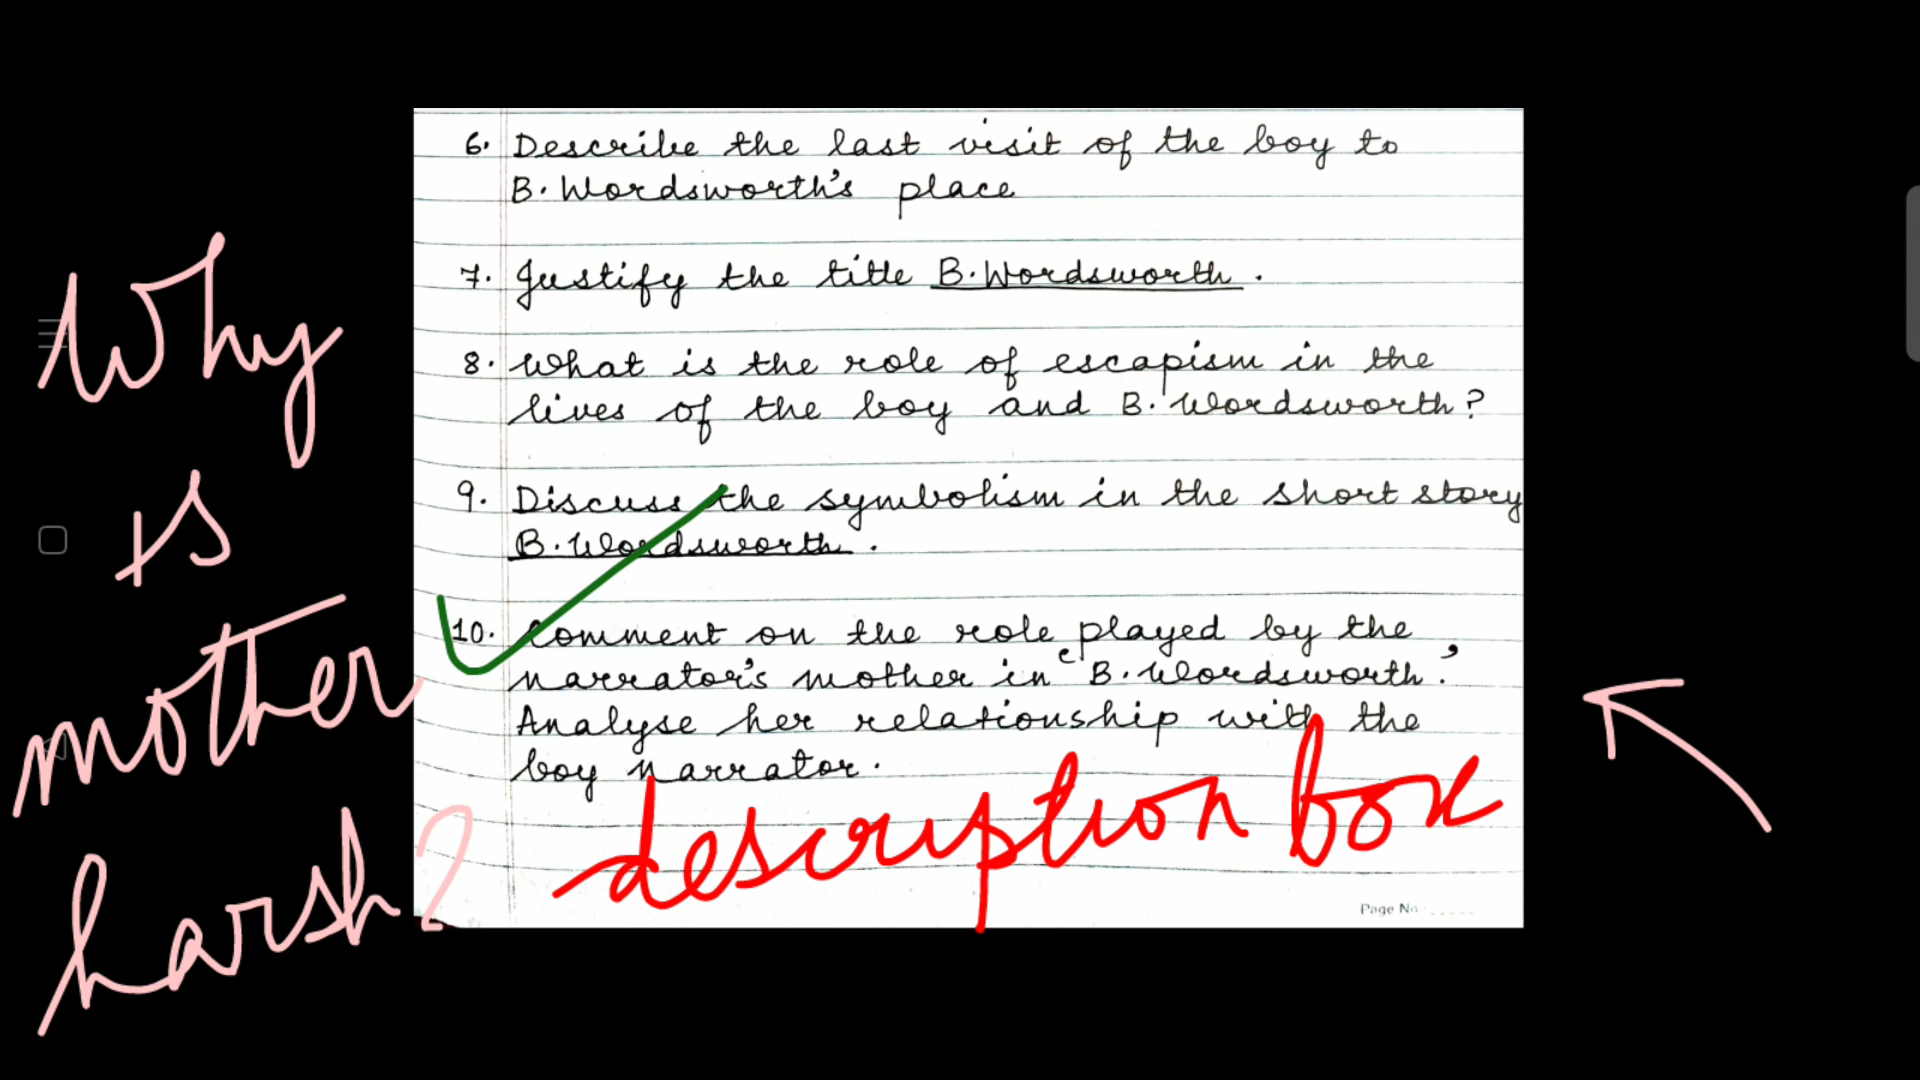 6. Describe the last visit of the boy to
B. Wordsworth's place
7. Justify the title B. Wordsworth.
8. What is the role of escapism in the
lives of the boy and B. Wordsworth?
9. Discuss the symbolism in the short story
B. Wordsworth.
10. Comment on the role played by the
narrator's mother in 'B. Wordsworth.'
Analyse her relationship with the
boy narrator.
description box
Page No.
Why
is
mother
harsh?